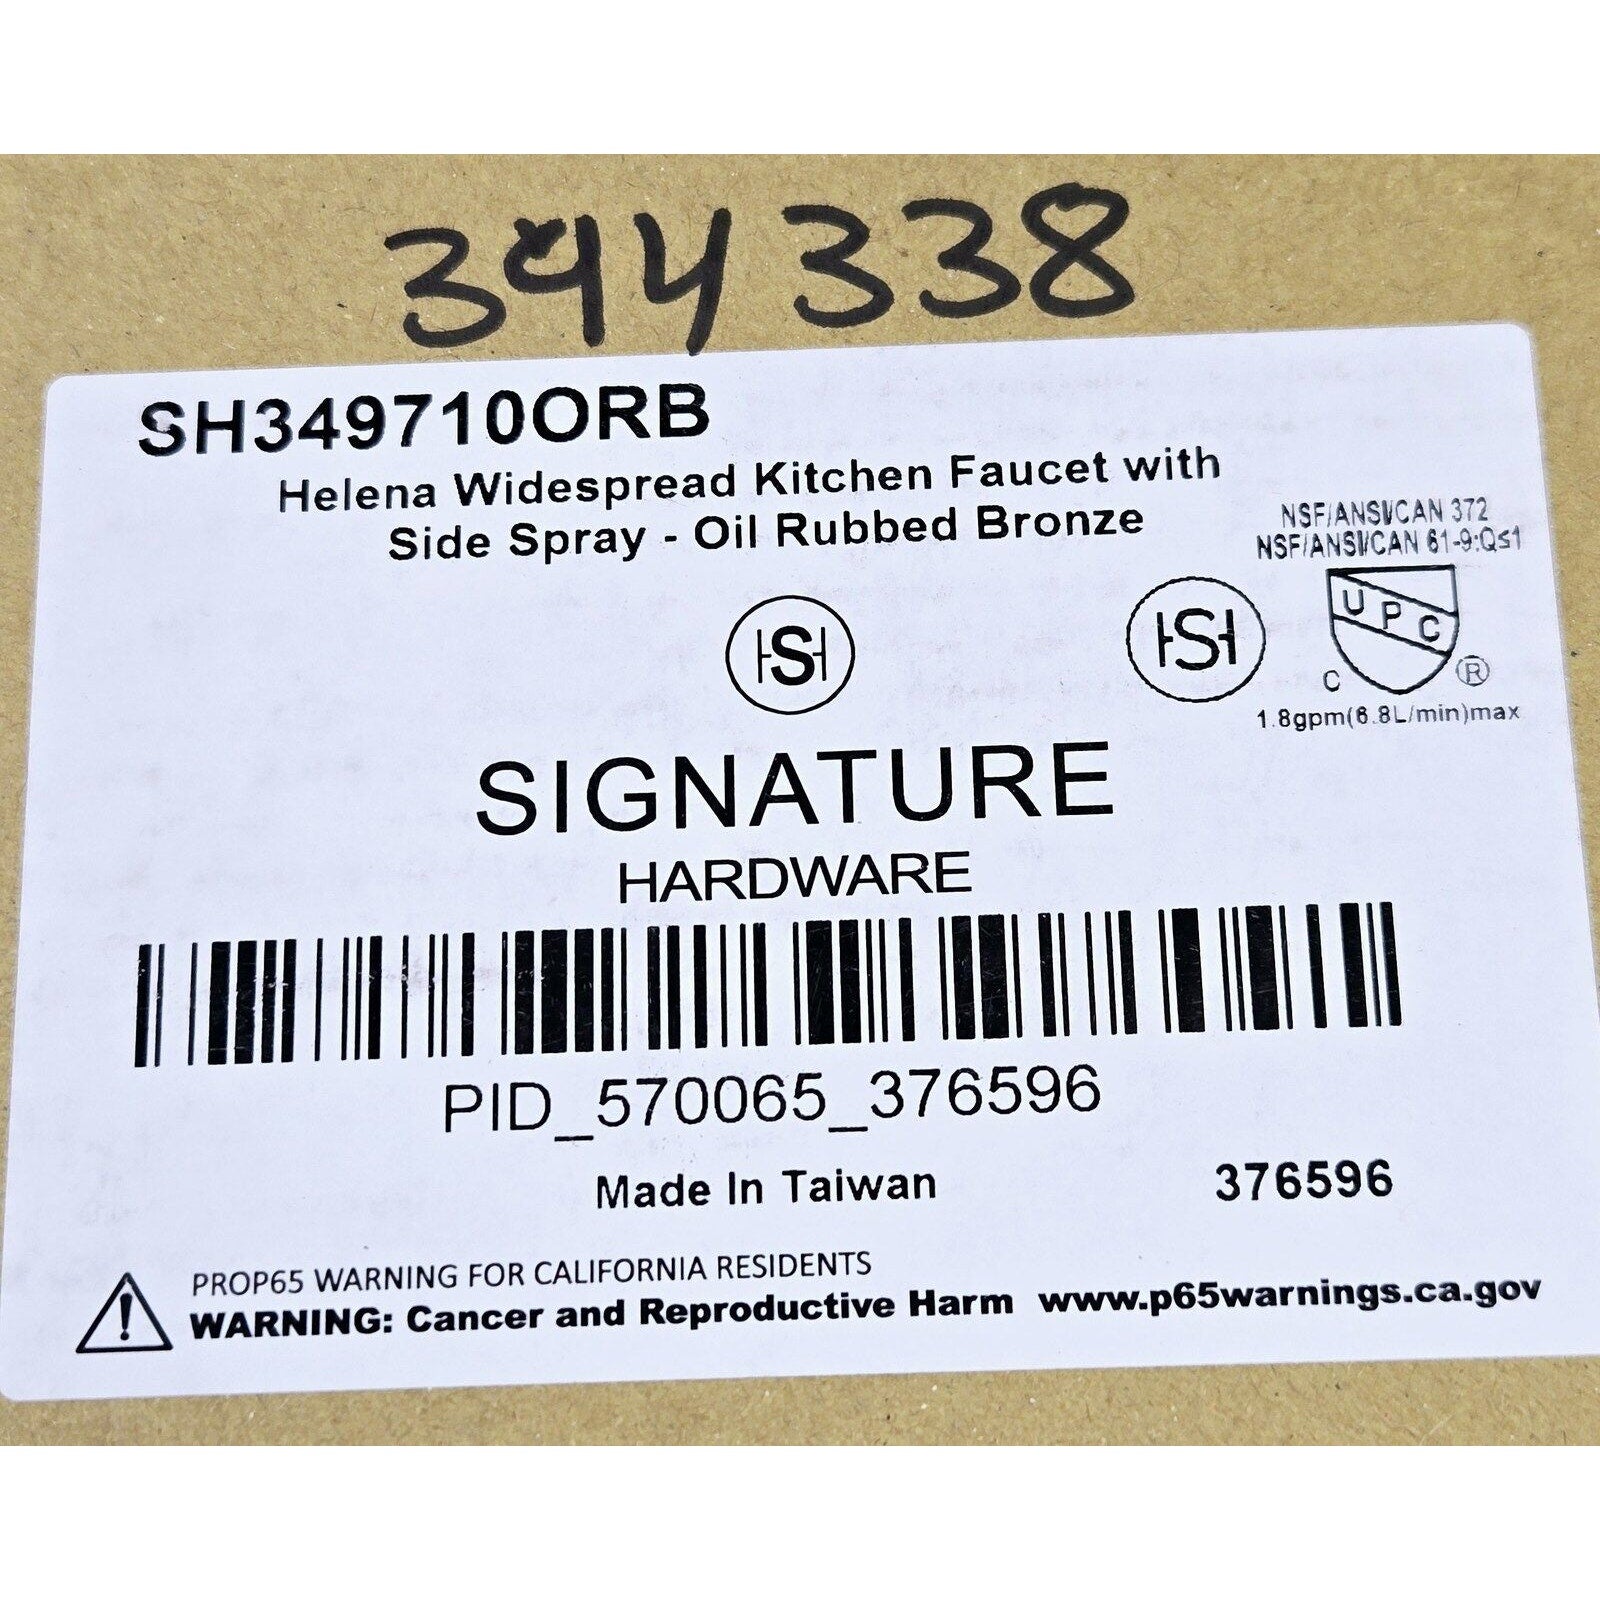 394338
SH349710ORB
Helena Widespread Kitchen Faucet with
Side Spray - Oil Rubbed Bronze
NSF/ANSI/CAN 372
NSF/ANSI/CAN 61-9:Q≤1
HSH
HSH
UPC
C ®
1.8gpm(6.8L/min)max
SIGNATURE
HARDWARE
PID_570065_376596
Made In Taiwan 376596
PROP65 WARNING FOR CALIFORNIA RESIDENTS
WARNING: Cancer and Reproductive Harm www.p65warnings.ca.gov